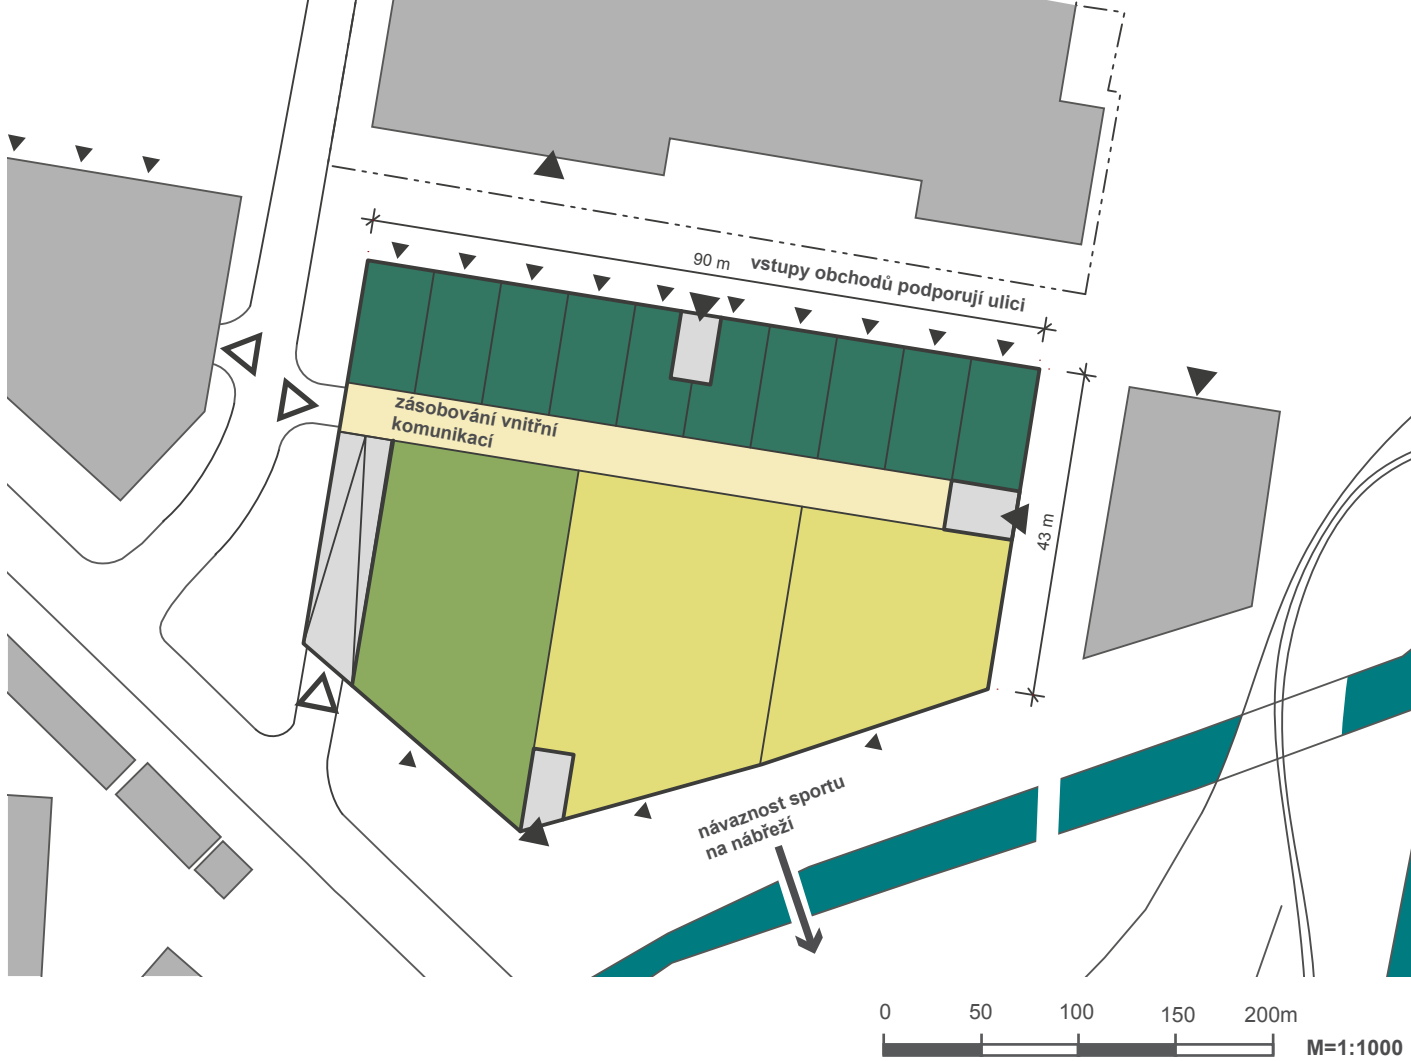 90 m
vstupy obchodů podporují ulici
zásobování vnitřní
komunikací
43 m
návaznost sportu
na nábřeží
0 50 100 150 200m
M=1:1000